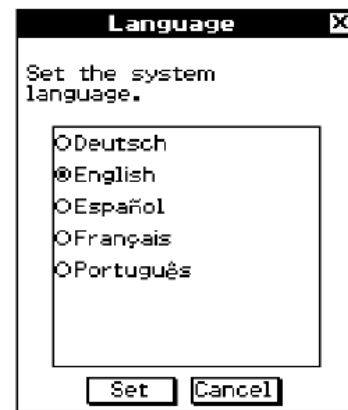 Language
Set the system
language.
Deutsch
English
Español
Français
Português
Set Cancel